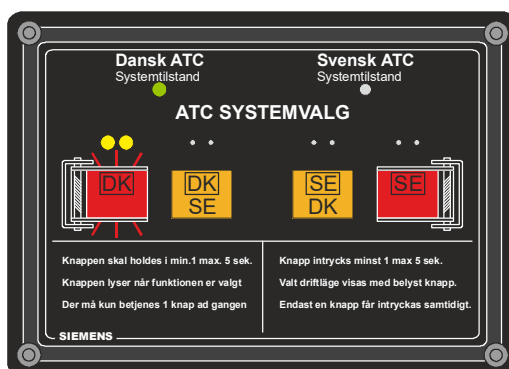 Dansk ATC
Systemtilstand
Svensk ATC
Systimtilstand
ATC SYSTEMVALG
DK
DK
SE
SE
DK
SE
Knappen skal holdes i min.1 max. 5 sek.
Knappen lyser når funktionen er valgt
Der må kun betjenes 1 knap ad gangen
Knapp intrycks minst 1 max 5 sek.
Valt driftläge visas med belyst knapp.
Endast en knapp får intryckas samtidigt.
SIEMENS